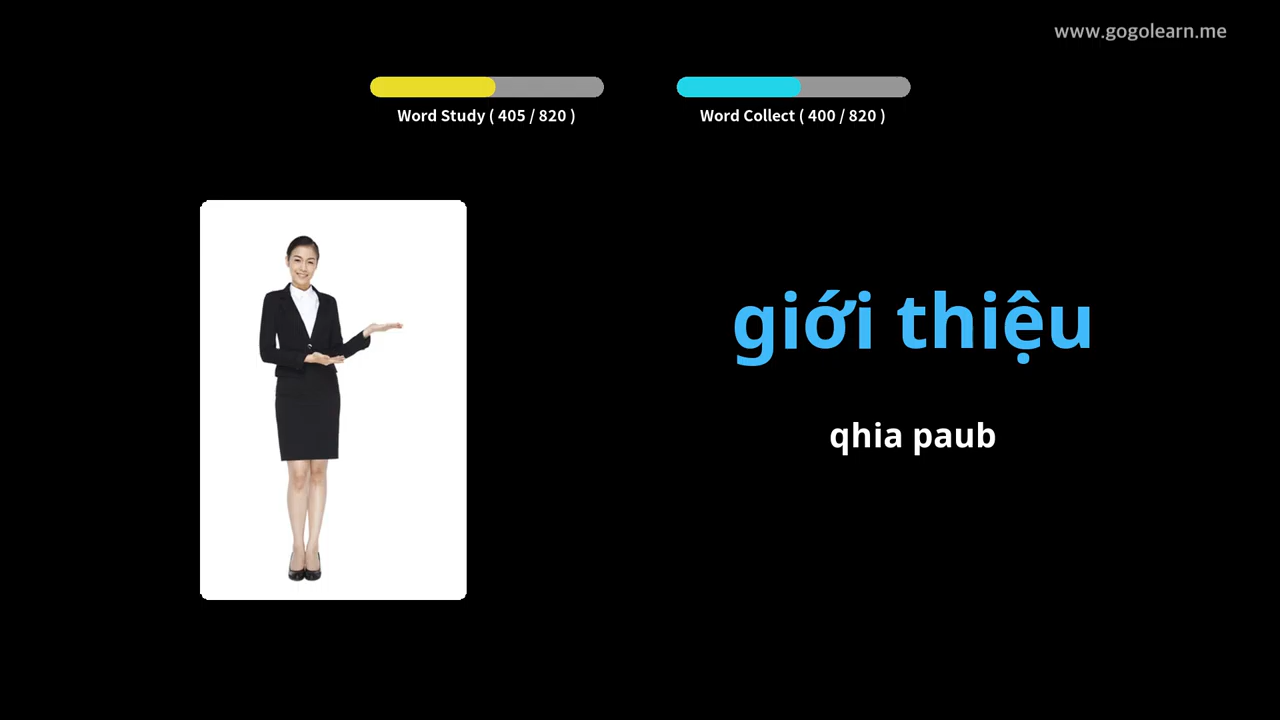 www.gogolearn.me
Word Study ( 405 / 820 )
Word Collect ( 400 / 820 )
giới thiệu
qhia paub